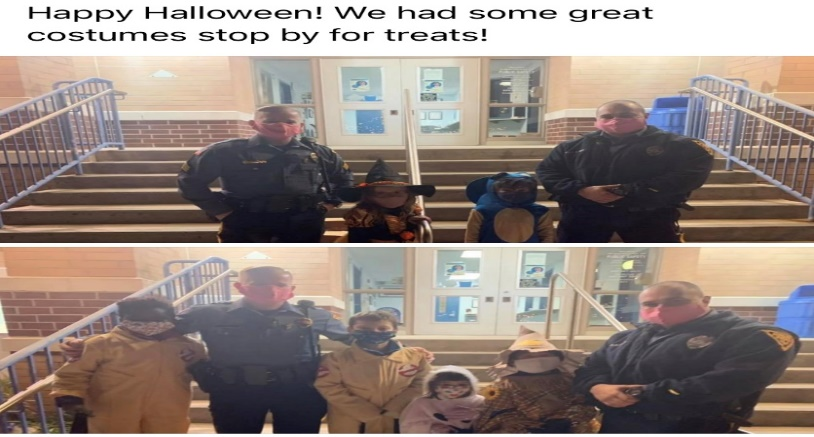 Happy Halloween! We had some great
costumes stop by for treats!